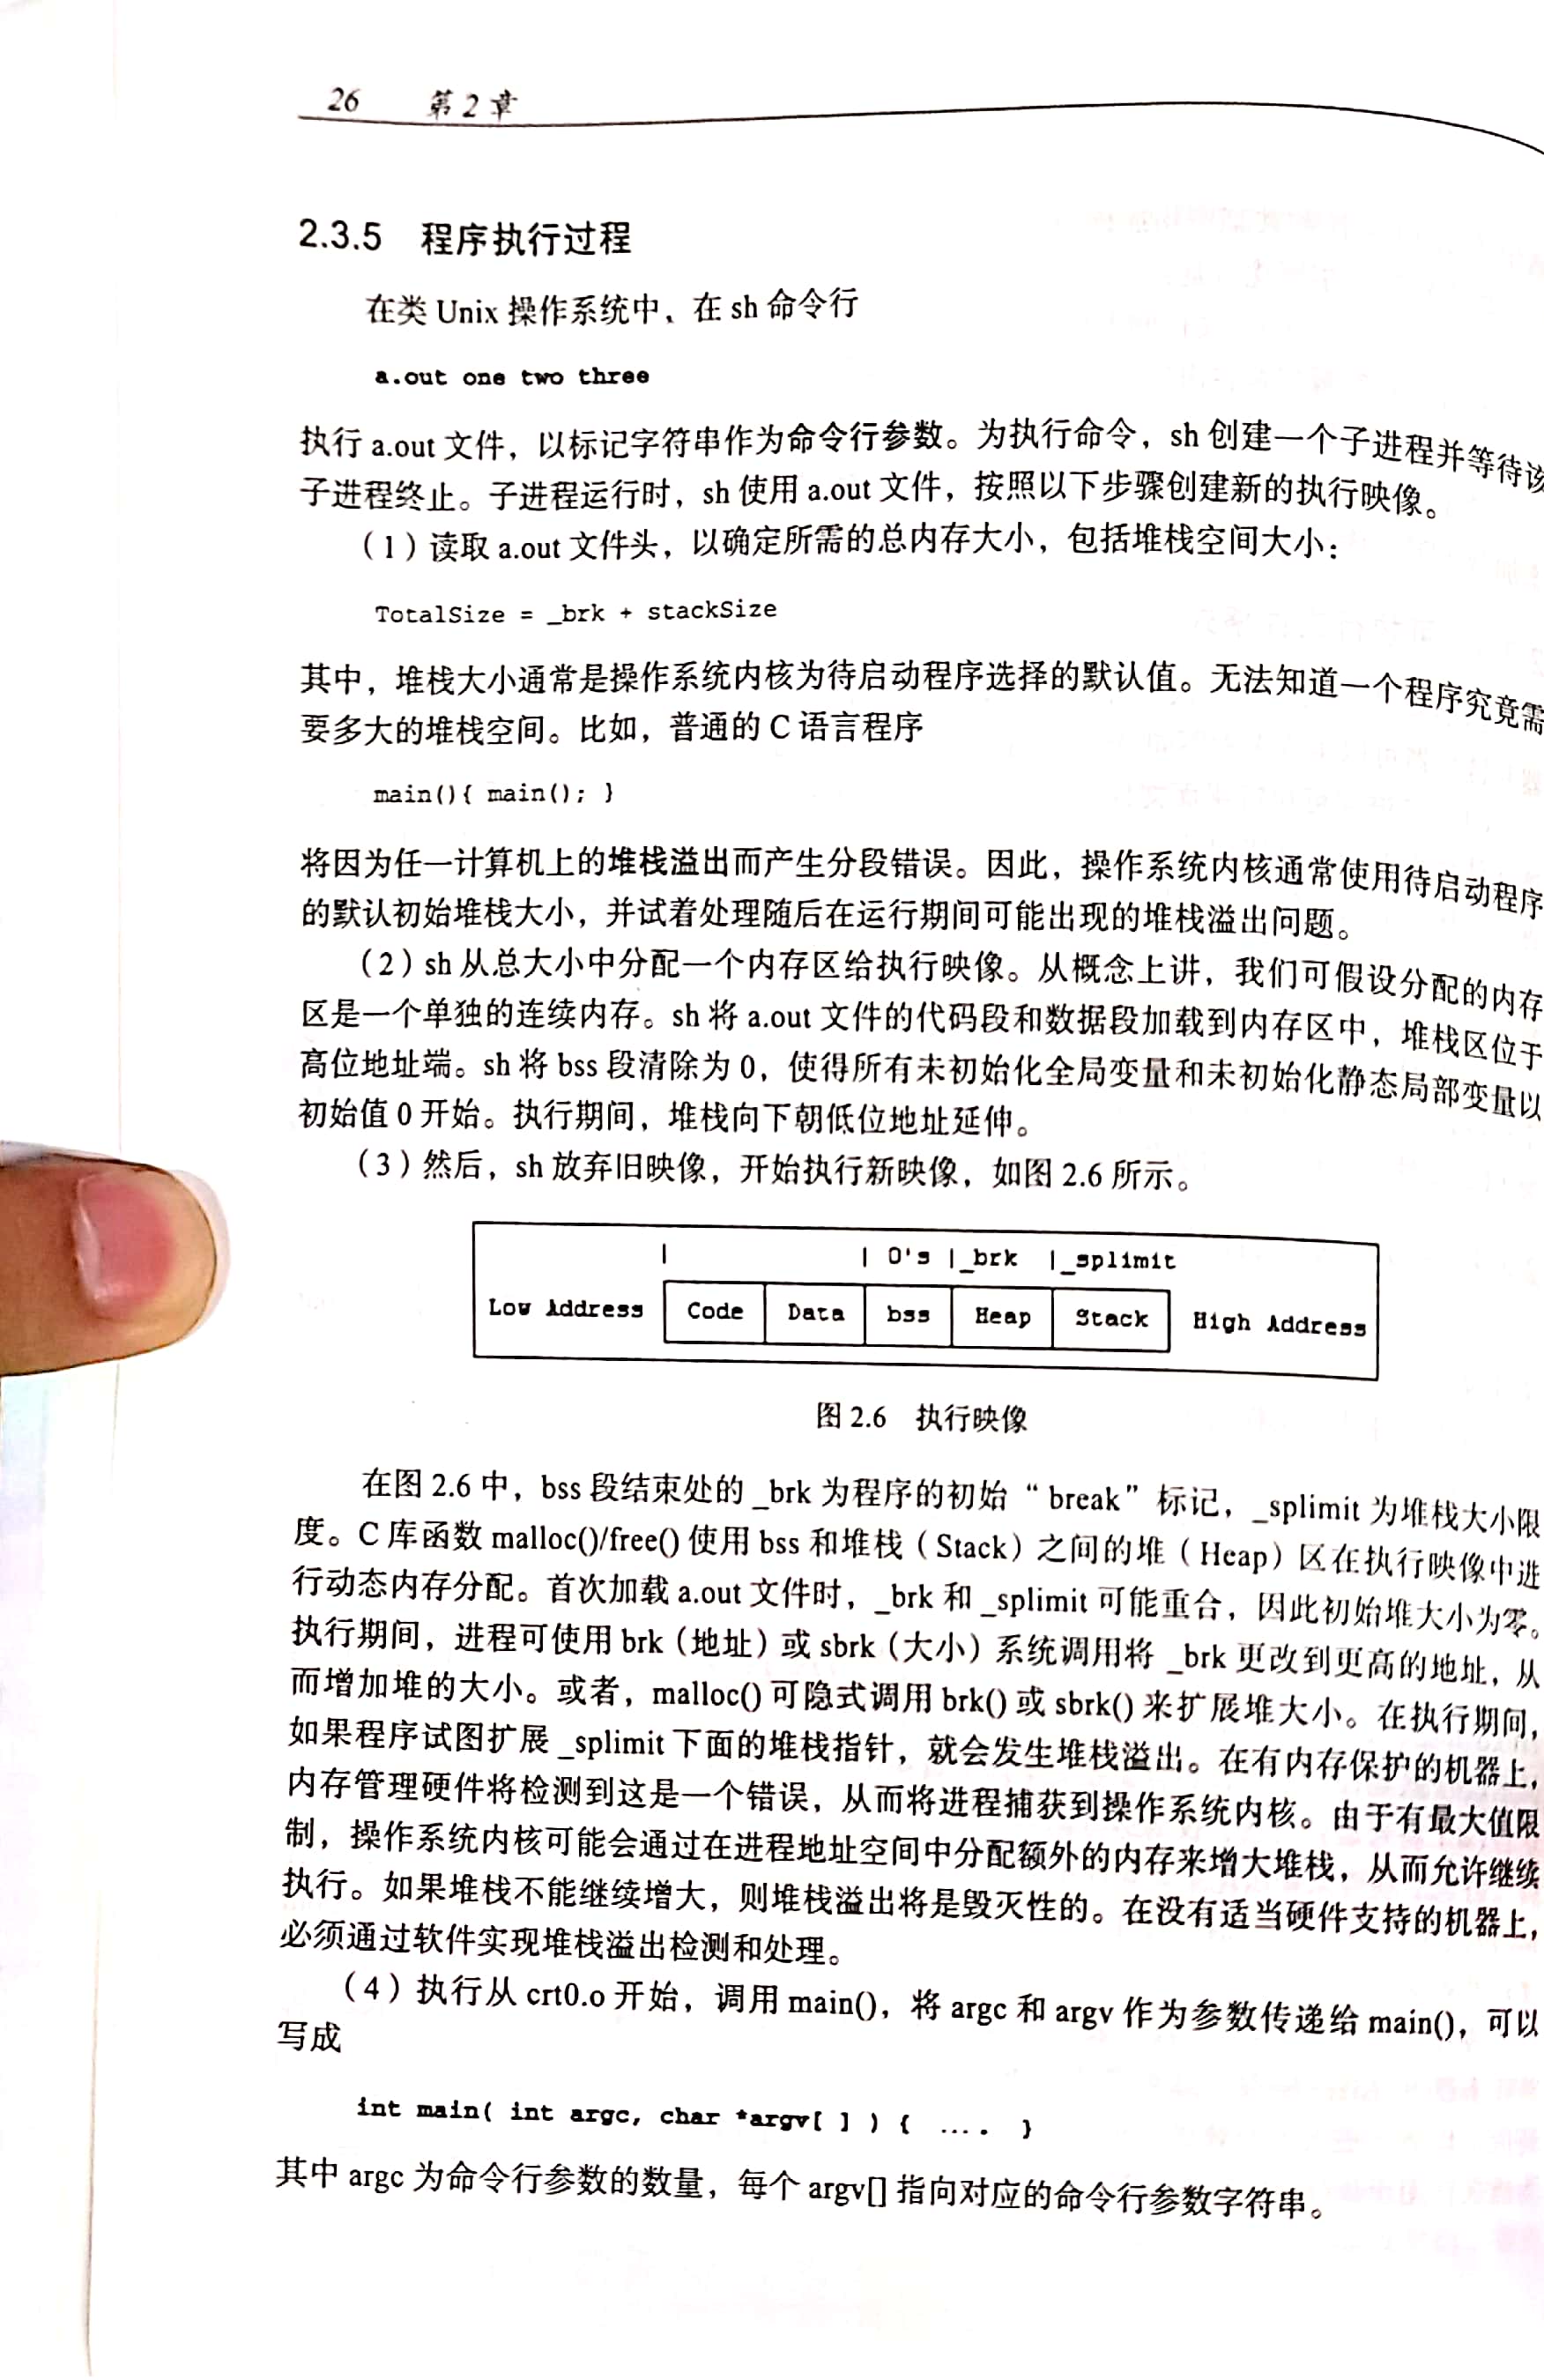 26 第2章
2.3.5 程序执行过程
在类 Unix 操作系统中，在 sh 命令行
a.out one two three
执行 a.out 文件，以标记字符串作为命令行参数。为执行命令，sh 创建一个子进程并等待该
子进程终止。子进程运行时，sh 使用 a.out 文件，按照以下步骤创建新的执行映像。
（1）读取 a.out 文件头，以确定所需的总内存大小，包括堆栈空间大小：
TotalSize = _brk + stackSize
其中，堆栈大小通常是操作系统内核为待启动程序选择的默认值。无法知道一个程序究竟需
要多大的堆栈空间。比如，普通的 C 语言程序
main(){ main(); }
将因为任一计算机上的堆栈溢出而产生分段错误。因此，操作系统内核通常使用待启动程序
的默认初始堆栈大小，并试着处理随后在运行期间可能出现的堆栈溢出问题。
（2）sh 从总大小中分配一个内存区给执行映像。从概念上讲，我们可假设分配的内存
区是一个单独的连续内存。sh 将 a.out 文件的代码段和数据段加载到内存区中，堆栈区位于
高位地址端。sh 将 bss 段清除为 0，使得所有未初始化全局变量和未初始化静态局部变量以
初始值 0 开始。执行期间，堆栈向下朝低位地址延伸。
（3）然后，sh 放弃旧映像，开始执行新映像，如图 2.6 所示。
| | 0's |_brk |_splimit
Low Address Code Data bss Heap Stack High Address
图 2.6 执行映像
在图 2.6 中，bss 段结束处的 _brk 为程序的初始“break”标记，_splimit 为堆栈大小限
度。C 库函数 malloc()/free() 使用 bss 和堆栈（Stack）之间的堆（Heap）区在执行映像中进
行动态内存分配。首次加载 a.out 文件时，_brk 和 _splimit 可能重合，因此初始堆大小为零。
执行期间，进程可使用 brk（地址）或 sbrk（大小）系统调用将 _brk 更改到更高的地址，从
而增加堆的大小。或者，malloc() 可隐式调用 brk() 或 sbrk() 来扩展堆大小。在执行期间，
如果程序试图扩展 _splimit 下面的堆栈指针，就会发生堆栈溢出。在有内存保护的机器上，
内存管理硬件将检测到这是一个错误，从而将进程捕获到操作系统内核。由于有最大值限
制，操作系统内核可能会通过在进程地址空间中分配额外的内存来增大堆栈，从而允许继续
执行。如果堆栈不能继续增大，则堆栈溢出将是毁灭性的。在没有适当硬件支持的机器上，
必须通过软件实现堆栈溢出检测和处理。
（4）执行从 crt0.o 开始，调用 main()，将 argc 和 argv 作为参数传递给 main()，可以
写成
int main( int argc, char *argv[ ] ) { .... }
其中 argc 为命令行参数的数量，每个 argv[] 指向对应的命令行参数字符串。